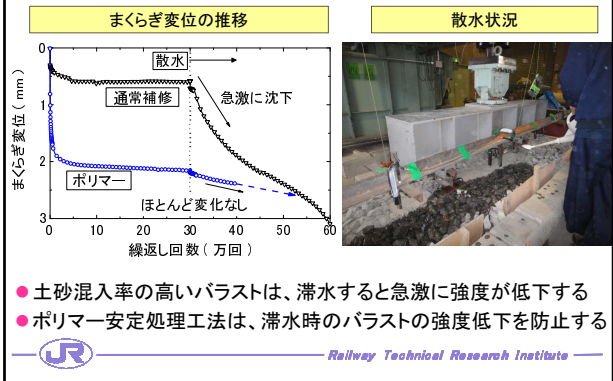 まくらぎ変位の推移
散水状況
0
1
2
3
まくらぎ変位(mm)
散水
通常補修
急激に沈下
ポリマー
ほとんど変化なし
0 10 20 30 40 50 60
繰返し回数(万回)
●土砂混入率の高いバラストは、滞水すると急激に強度が低下する
●ポリマー安定処理工法は、滞水時のバラストの強度低下を防止する
JR
Railway Technical Research Institute